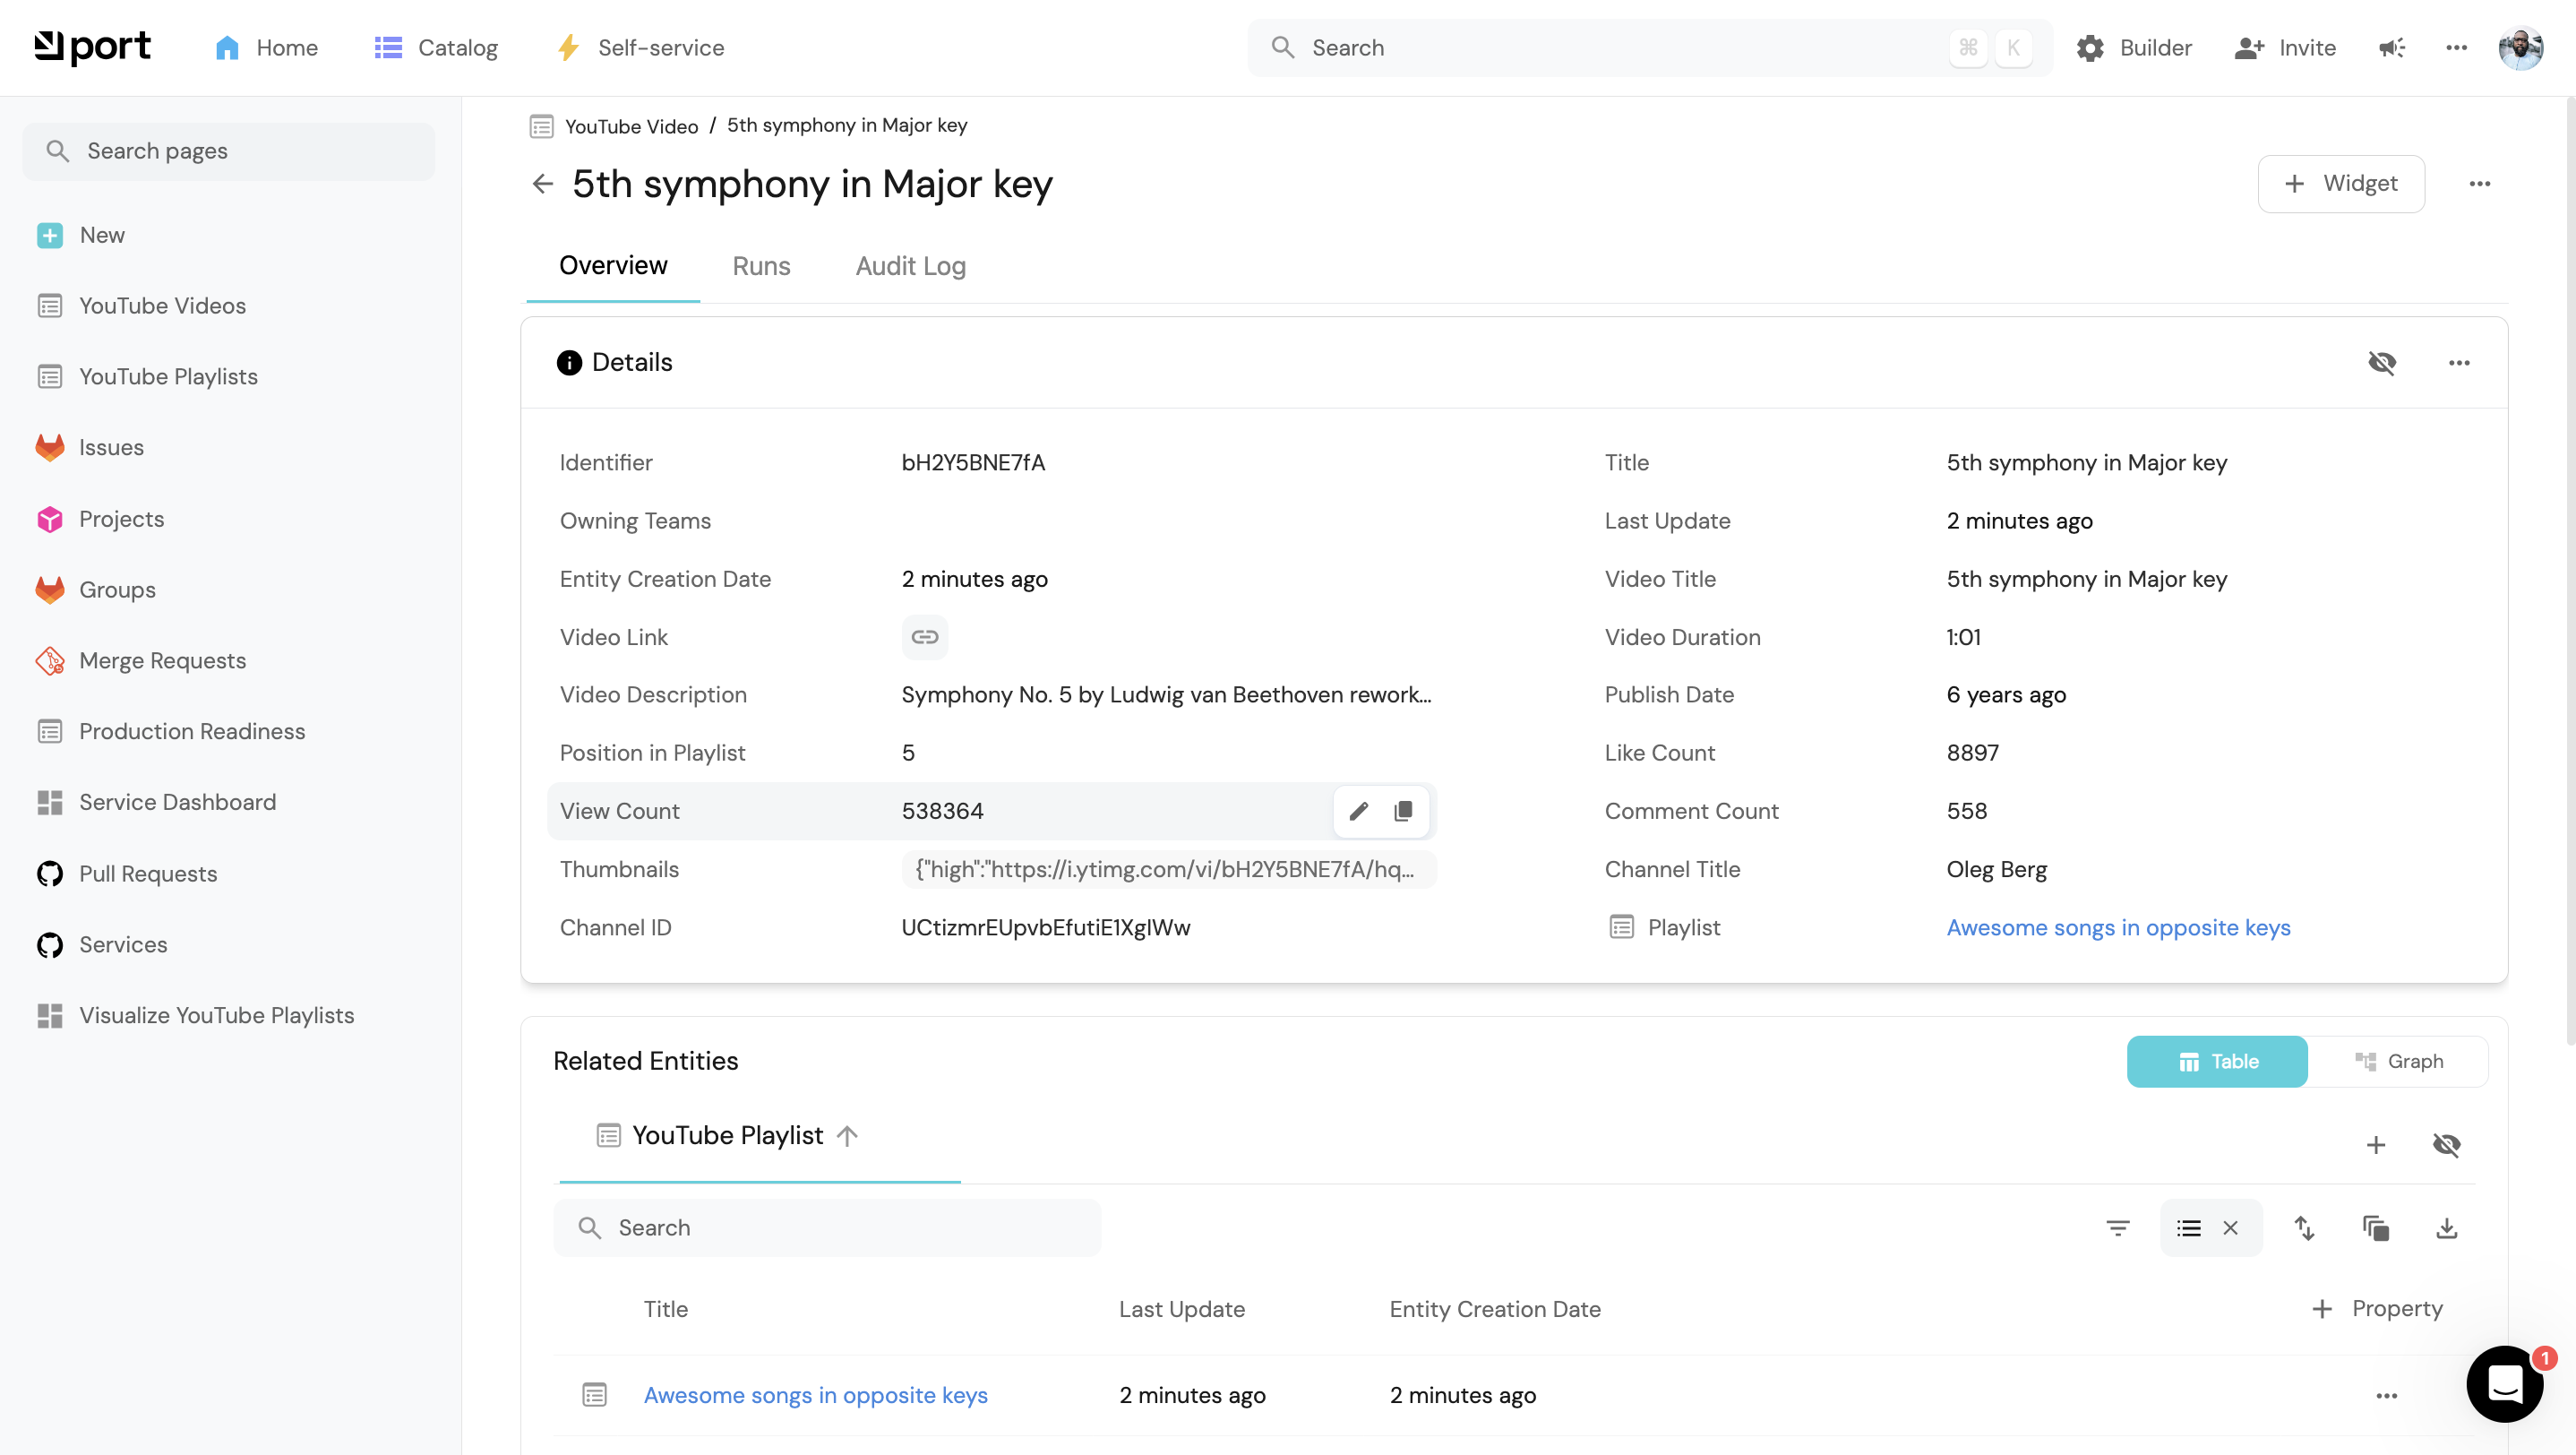 port
Home
Catalog
Self-service
Search
⌘ K
Builder
Invite
Search pages
New
YouTube Videos
YouTube Playlists
Issues
Projects
Groups
Merge Requests
Production Readiness
Service Dashboard
Pull Requests
Services
Visualize YouTube Playlists
YouTube Video / 5th symphony in Major key
5th symphony in Major key
Widget
Overview
Runs
Audit Log
Details
Identifier bH2Y5BNE7fA
Title 5th symphony in Major key
Owning Teams
Last Update 2 minutes ago
Entity Creation Date 2 minutes ago
Video Title 5th symphony in Major key
Video Link
Video Duration 1:01
Video Description Symphony No. 5 by Ludwig van Beethoven rework...
Publish Date 6 years ago
Position in Playlist 5
Like Count 8897
View Count 538364
Comment Count 558
Thumbnails {"high":"https://i.ytimg.com/vi/bH2Y5BNE7fA/hq...
Channel Title Oleg Berg
Channel ID UCtizmrEUpvbEfutiE1XglWw
Playlist Awesome songs in opposite keys
Related Entities
Table
Graph
YouTube Playlist
Search
Title
Last Update
Entity Creation Date
Property
Awesome songs in opposite keys
2 minutes ago
2 minutes ago
1